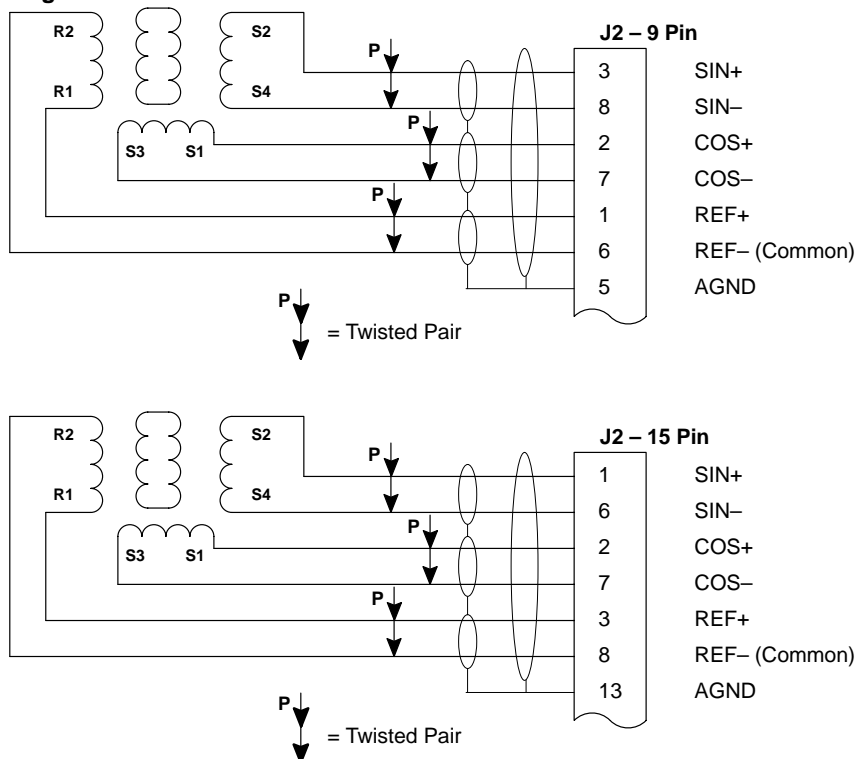 R2 S2 J2 – 9 Pin
P 3 SIN+
R1 S4 8 SIN–
P 2 COS+
S3 S1 7 COS–
P 1 REF+
6 REF– (Common)
5 AGND
P = Twisted Pair
R2 S2 J2 – 15 Pin
P 1 SIN+
R1 S4 6 SIN–
P 2 COS+
S3 S1 7 COS–
P 3 REF+
8 REF– (Common)
13 AGND
P = Twisted Pair